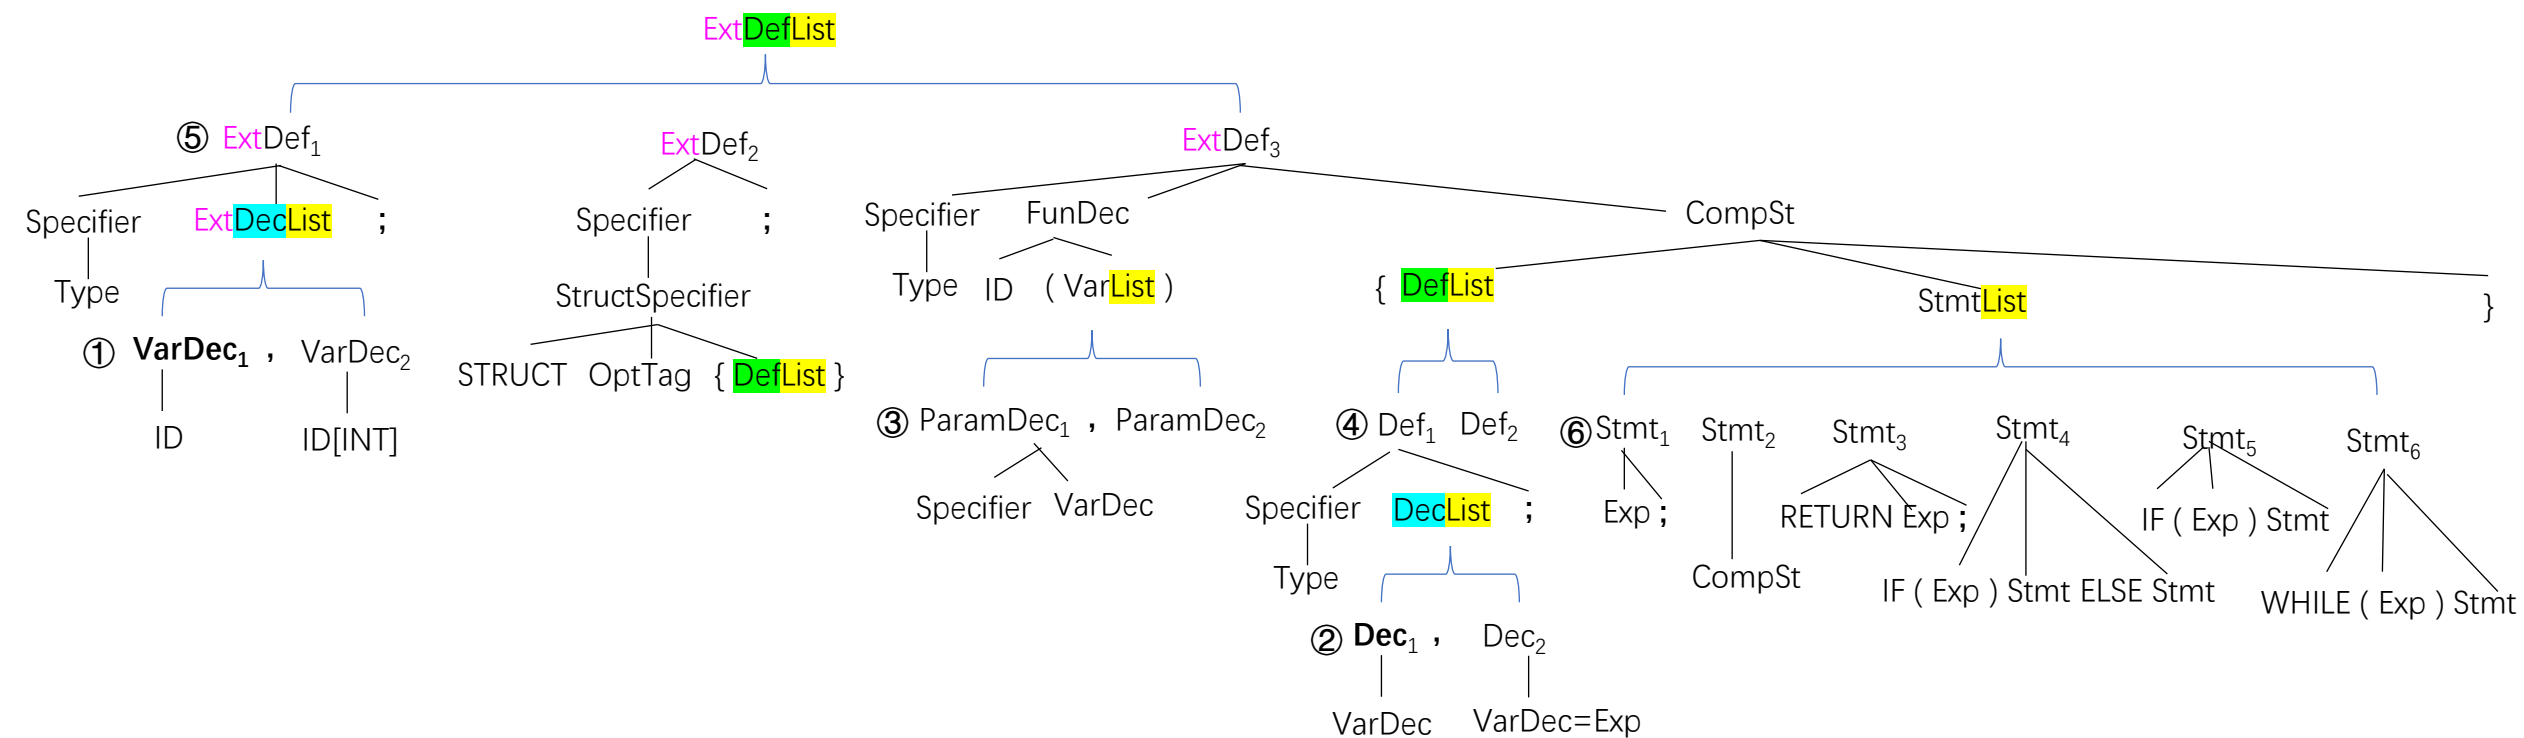 ExtDefList
⑤ ExtDef1 ExtDef2 ExtDef3
Specifier ExtDecList ; Specifier ; Specifier FunDec CompSt
Type StructSpecifier Type ID ( VarList ) { DefList StmtList }
① VarDec1 , VarDec2 STRUCT OptTag { DefList } ③ ParamDec1 , ParamDec2 ④ Def1 Def2 ⑥ Stmt1 Stmt2 Stmt3 Stmt4 Stmt5 Stmt6
ID ID[INT] Specifier VarDec Specifier DecList ; Exp ; RETURN Exp ; IF ( Exp ) Stmt
Type CompSt IF ( Exp ) Stmt ELSE Stmt WHILE ( Exp ) Stmt
② Dec1 , Dec2
VarDec VarDec=Exp